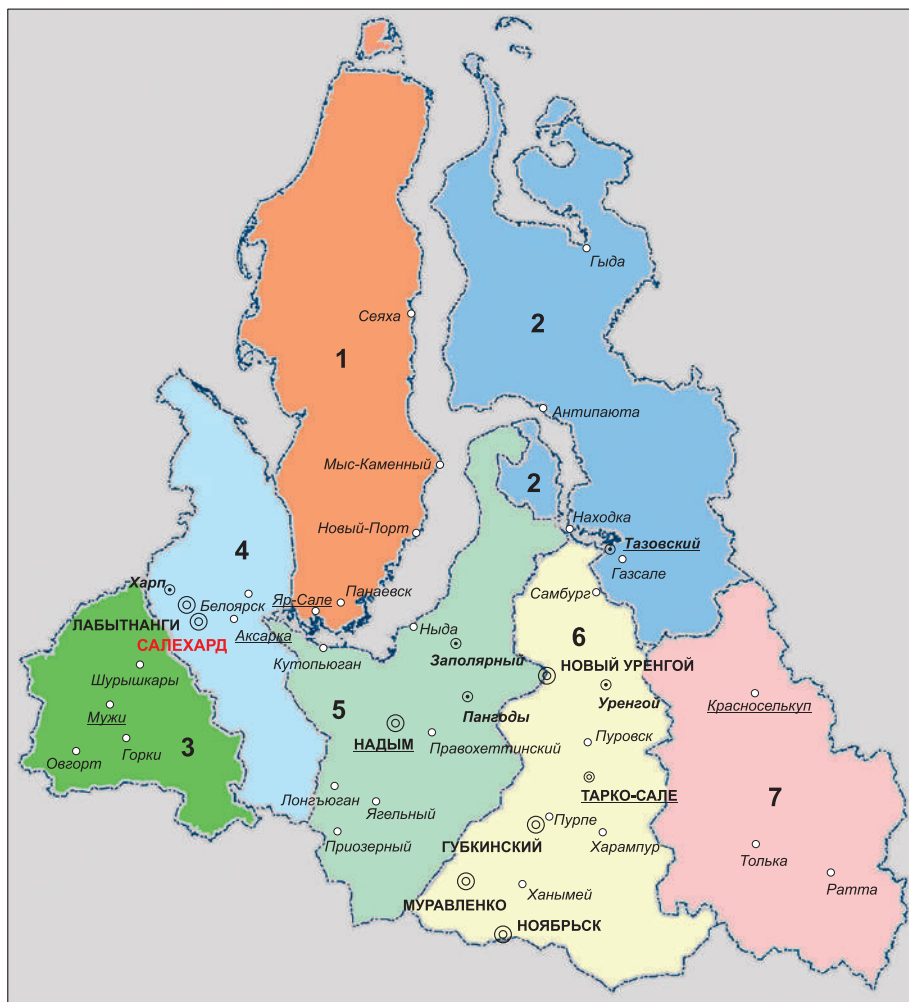 Гыда
Сеяха
2
1
Антипаюта
Мыс-Каменный
2
Находка
Новый-Порт
Тазовский
4
Газсале
Харп
Самбург
Белоярск
Яр-Сале
Панаевск
ЛАБЫТНАНГИ
Аксарка
САЛЕХАРД
Ныда
6
Кутопьюган
Заполярный
НОВЫЙ УРЕНГОЙ
Шурышкары
Уренгой
Красноселькуп
Мужи
5
Пангоды
НАДЫМ
Правохеттинский
Пуровск
3
Горки
Овгорт
ТАРКО-САЛЕ
7
Лонгъюган
Ягельный
Пурпе
Приозерный
ГУБКИНСКИЙ
Харампур
Толька
Ратта
Ханымей
МУРАВЛЕНКО
НОЯБРЬСК